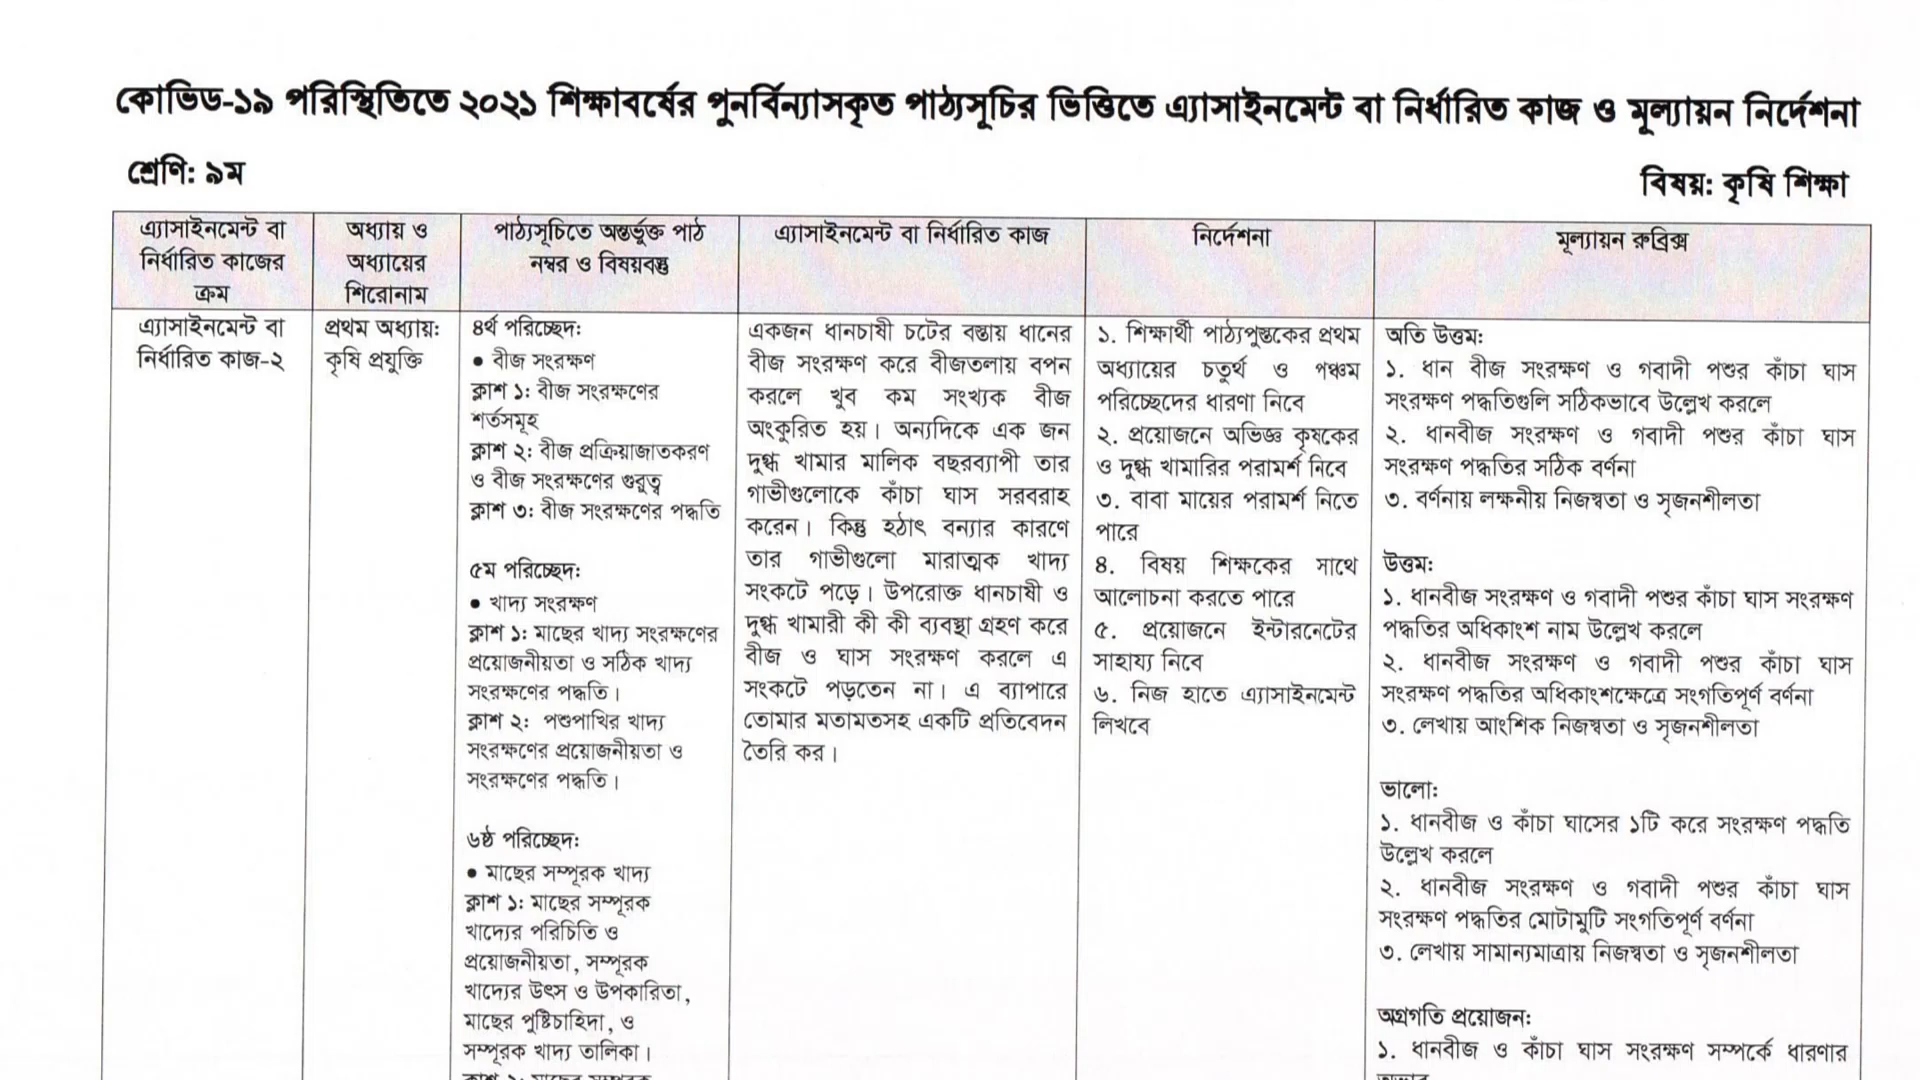 কোভিড-১৯ পরিস্থিতিতে ২০২১ শিক্ষাবর্ষের পুনর্বিন্যাসকৃত পাঠ্যসূচির ভিত্তিতে এ্যাসাইনমেন্ট বা নির্ধারিত কাজ ও মূল্যায়ন নির্দেশনা
শ্রেণি: ৯ম
বিষয়: কৃষি শিক্ষা
এ্যাসাইনমেন্ট বা
নির্ধারিত কাজের
ক্রম
অধ্যায় ও
অধ্যায়ের
শিরোনাম
পাঠ্যসূচিতে অন্তর্ভুক্ত পাঠ
নম্বর ও বিষয়বস্তু
এ্যাসাইনমেন্ট বা নির্ধারিত কাজ
নির্দেশনা
মূল্যায়ন রুব্রিক্স
এ্যাসাইনমেন্ট বা
নির্ধারিত কাজ-২
প্রথম অধ্যায়:
কৃষি প্রযুক্তি
৪র্থ পরিচ্ছেদ:
● বীজ সংরক্ষণ
ক্লাশ ১: বীজ সংরক্ষণের
শর্তসমূহ
ক্লাশ ২: বীজ প্রক্রিয়াজাতকরণ
ও বীজ সংরক্ষণের গুরুত্ব
ক্লাশ ৩: বীজ সংরক্ষণের পদ্ধতি
৫ম পরিচ্ছেদ:
● খাদ্য সংরক্ষণ
ক্লাশ ১: মাছের খাদ্য সংরক্ষণের
প্রয়োজনীয়তা ও সঠিক খাদ্য
সংরক্ষণের পদ্ধতি।
ক্লাশ ২: পশুপাখির খাদ্য
সংরক্ষণের প্রয়োজনীয়তা ও
সংরক্ষণের পদ্ধতি।
৬ষ্ঠ পরিচ্ছেদ:
● মাছের সম্পূরক খাদ্য
ক্লাশ ১: মাছের সম্পূরক
খাদ্যের পরিচিতি ও
প্রয়োজনীয়তা, সম্পূরক
খাদ্যের উৎস ও উপকারিতা,
মাছের পুষ্টিচাহিদা, ও
সম্পূরক খাদ্য তালিকা।
ক্লাশ ২: মাছের সম্পূরক
একজন ধানচাষী চটের বস্তায় ধানের
বীজ সংরক্ষণ করে বীজতলায় বপন
করলে খুব কম সংখ্যক বীজ
অংকুরিত হয়। অন্যদিকে এক জন
দুগ্ধ খামার মালিক বছরব্যাপী তার
গাভীগুলোকে কাঁচা ঘাস সরবরাহ
করেন। কিন্তু হঠাৎ বন্যার কারণে
তার গাভীগুলো মারাত্মক খাদ্য
সংকটে পড়ে। উপরোক্ত ধানচাষী ও
দুগ্ধ খামারী কী কী ব্যবস্থা গ্রহণ করে
বীজ ও ঘাস সংরক্ষণ করলে এ
সংকটে পড়তেন না। এ ব্যাপারে
তোমার মতামতসহ একটি প্রতিবেদন
তৈরি কর।
১. শিক্ষার্থী পাঠ্যপুস্তকের প্রথম
অধ্যায়ের চতুর্থ ও পঞ্চম
পরিচ্ছেদের ধারণা নিবে
২. প্রয়োজনে অভিজ্ঞ কৃষকের
ও দুগ্ধ খামারির পরামর্শ নিবে
৩. বাবা মায়ের পরামর্শ নিতে
পারে
৪. বিষয় শিক্ষকের সাথে
আলোচনা করতে পারে
৫. প্রয়োজনে ইন্টারনেটের
সাহায্য নিবে
৬. নিজ হাতে এ্যাসাইনমেন্ট
লিখবে
অতি উত্তম:
১. ধান বীজ সংরক্ষণ ও গবাদী পশুর কাঁচা ঘাস
সংরক্ষণ পদ্ধতিগুলি সঠিকভাবে উল্লেখ করলে
২. ধানবীজ সংরক্ষণ ও গবাদী পশুর কাঁচা ঘাস
সংরক্ষণ পদ্ধতির সঠিক বর্ণনা
৩. বর্ণনায় লক্ষনীয় নিজস্বতা ও সৃজনশীলতা
উত্তম:
১. ধানবীজ সংরক্ষণ ও গবাদী পশুর কাঁচা ঘাস সংরক্ষণ
পদ্ধতির অধিকাংশ নাম উল্লেখ করলে
২. ধানবীজ সংরক্ষণ ও গবাদী পশুর কাঁচা ঘাস
সংরক্ষণ পদ্ধতির অধিকাংশক্ষেত্রে সংগতিপূর্ণ বর্ণনা
৩. লেখায় আংশিক নিজস্বতা ও সৃজনশীলতা
ভালো:
১. ধানবীজ ও কাঁচা ঘাসের ১টি করে সংরক্ষণ পদ্ধতি
উল্লেখ করলে
২. ধানবীজ সংরক্ষণ ও গবাদী পশুর কাঁচা ঘাস
সংরক্ষণ পদ্ধতির মোটামুটি সংগতিপূর্ণ বর্ণনা
৩. লেখায় সামান্যমাত্রায় নিজস্বতা ও সৃজনশীলতা
অগ্রগতি প্রয়োজন:
১. ধানবীজ ও কাঁচা ঘাস সংরক্ষণ সম্পর্কে ধারণার